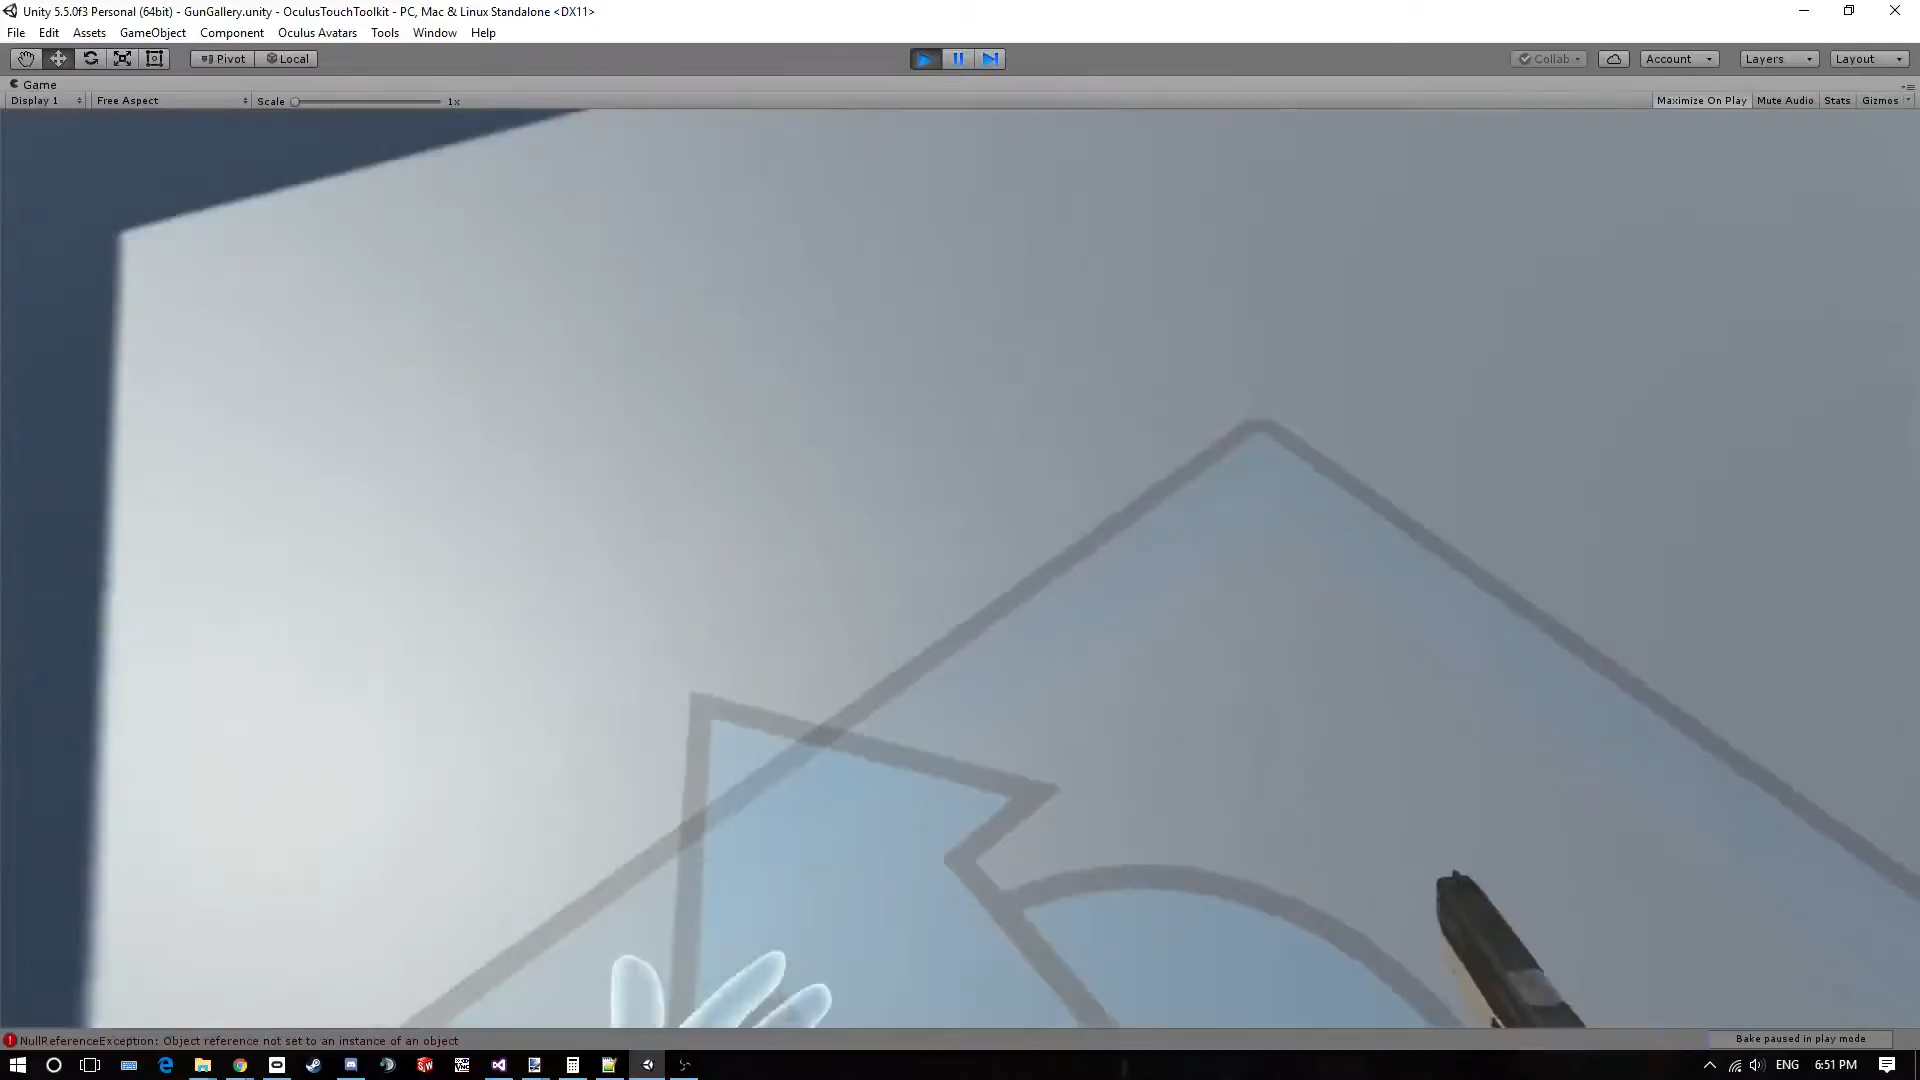 Unity 5.5.0f3 Personal (64bit) - GunGallery.unity - OculusTouchToolkit - PC, Mac & Linux Standalone <DX11>
File Edit Assets GameObject Component Oculus Avatars Tools Window Help
Pivot Local Collab Account Layers Layout
Game
Display 1 Free Aspect Scale 1x Maximize On Play Mute Audio Stats Gizmos
NullReferenceException: Object reference not set to an instance of an object Bake paused in play mode
ENG 6:51 PM